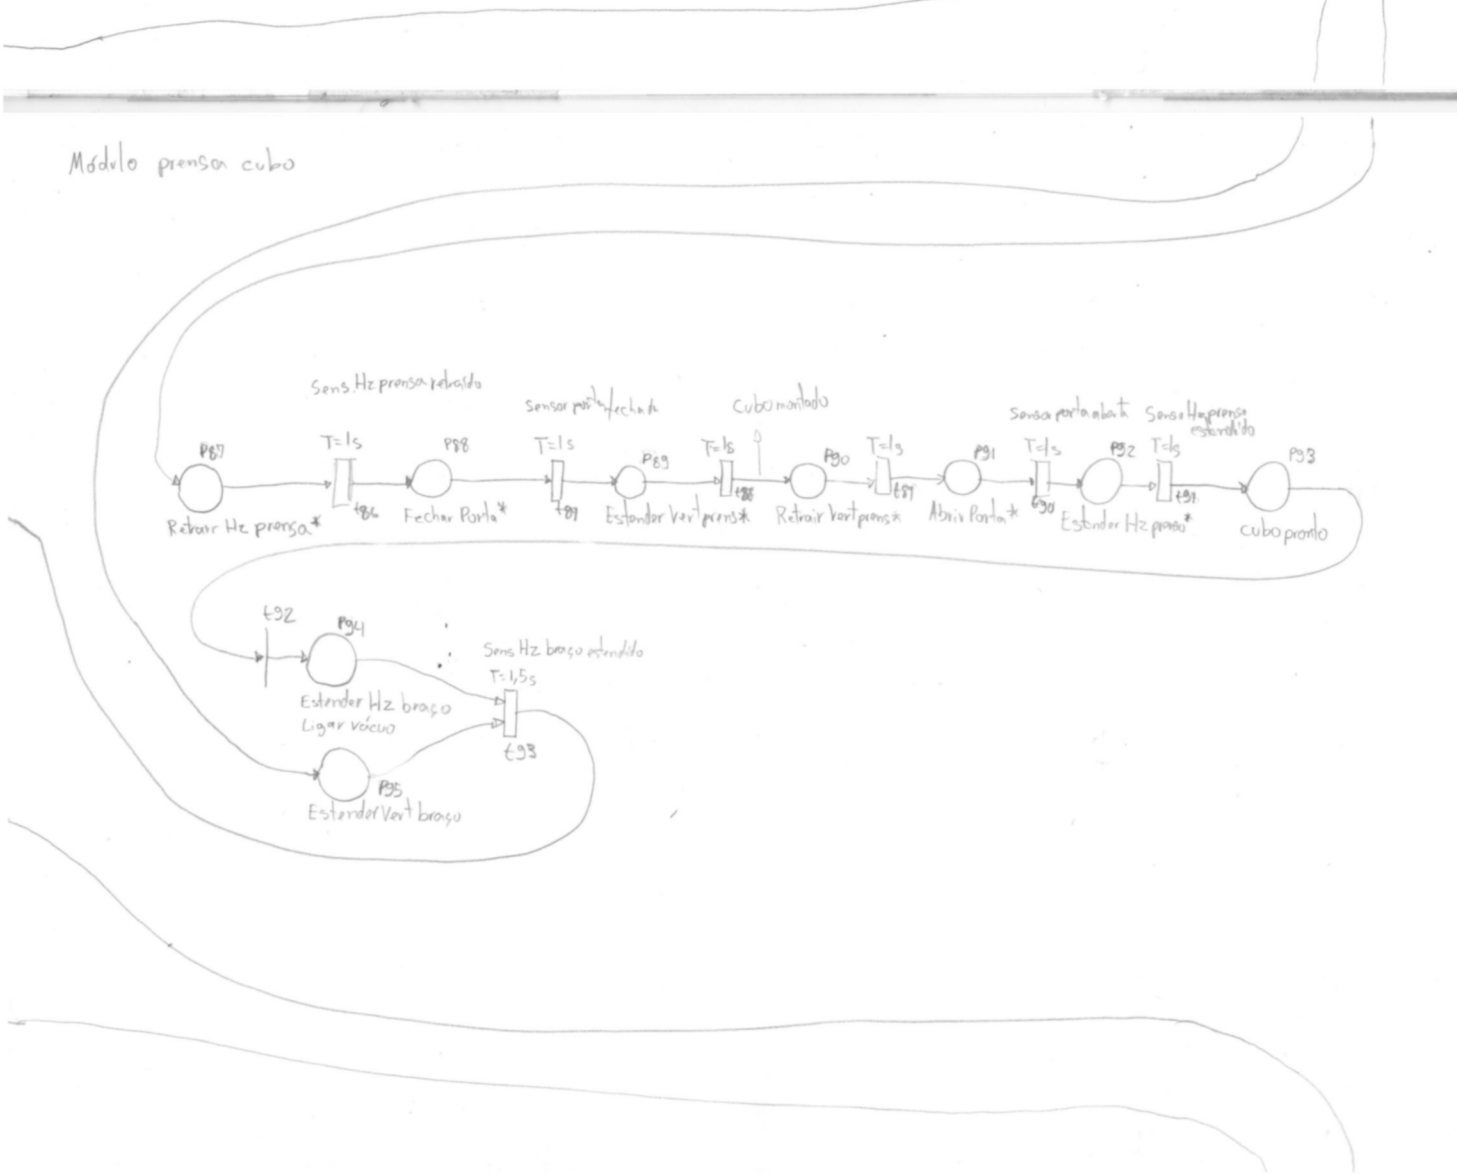 Módulo prensa cubo
Sens. Hz prensa retraído
Sensor porta fechada
Cubo montado
Sensor porta aberta
Sensor Hz prensa
estendido
P87
T=1s
P88
T=1s
P89
T=1s
P90
T=1s
P91
T=1s
P92
T=1s
P93
t86
t87
t88
t89
t90
t91
Retrair Hz prensa*
Fechar Porta*
Estender Vert prens*
Retrair Vert prens*
Abrir Porta*
Estender Hz prensa*
Cubo pronto
t92
P94
Sens Hz braço estendido
T=1,5s
Estender Hz braço
Ligar vácuo
t93
P95
Estender Vert braço